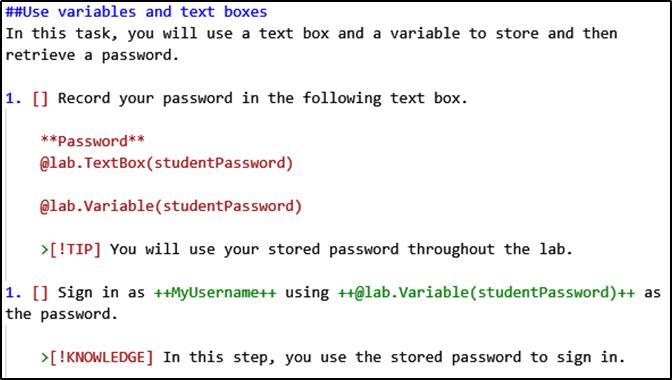 ##Use variables and text boxes
In this task, you will use a text box and a variable to store and then
retrieve a password.
1. [] Record your password in the following text box.
**Password**
@lab.TextBox(studentPassword)
@lab.Variable(studentPassword)
>[!TIP] You will use your stored password throughout the lab.
1. [] Sign in as ++MyUsername++ using ++@lab.Variable(studentPassword)++ as
the password.
>[!KNOWLEDGE] In this step, you use the stored password to sign in.